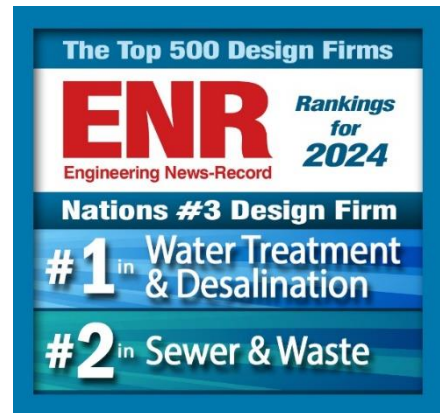 The Top 500 Design Firms
ENR
Engineering News-Record
Rankings
for
2024
Nations #3 Design Firm
#1 in Water Treatment
& Desalination
#2 in Sewer & Waste